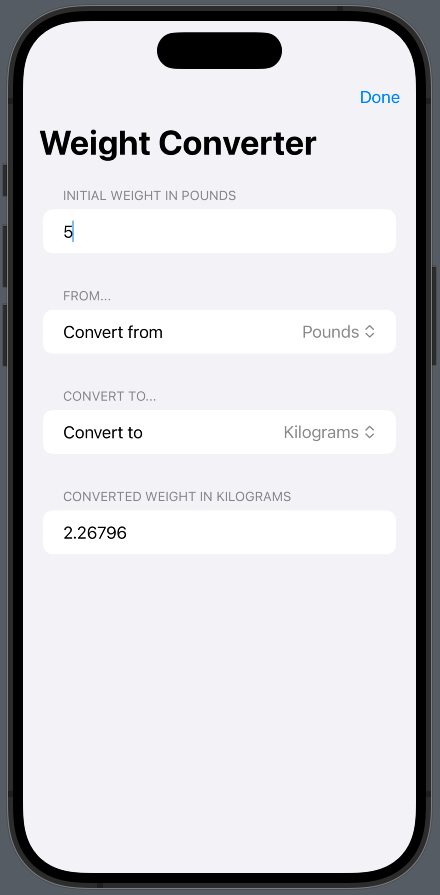 Done
Weight Converter
INITIAL WEIGHT IN POUNDS
5
FROM...
Convert from Pounds
CONVERT TO...
Convert to Kilograms
CONVERTED WEIGHT IN KILOGRAMS
2.26796